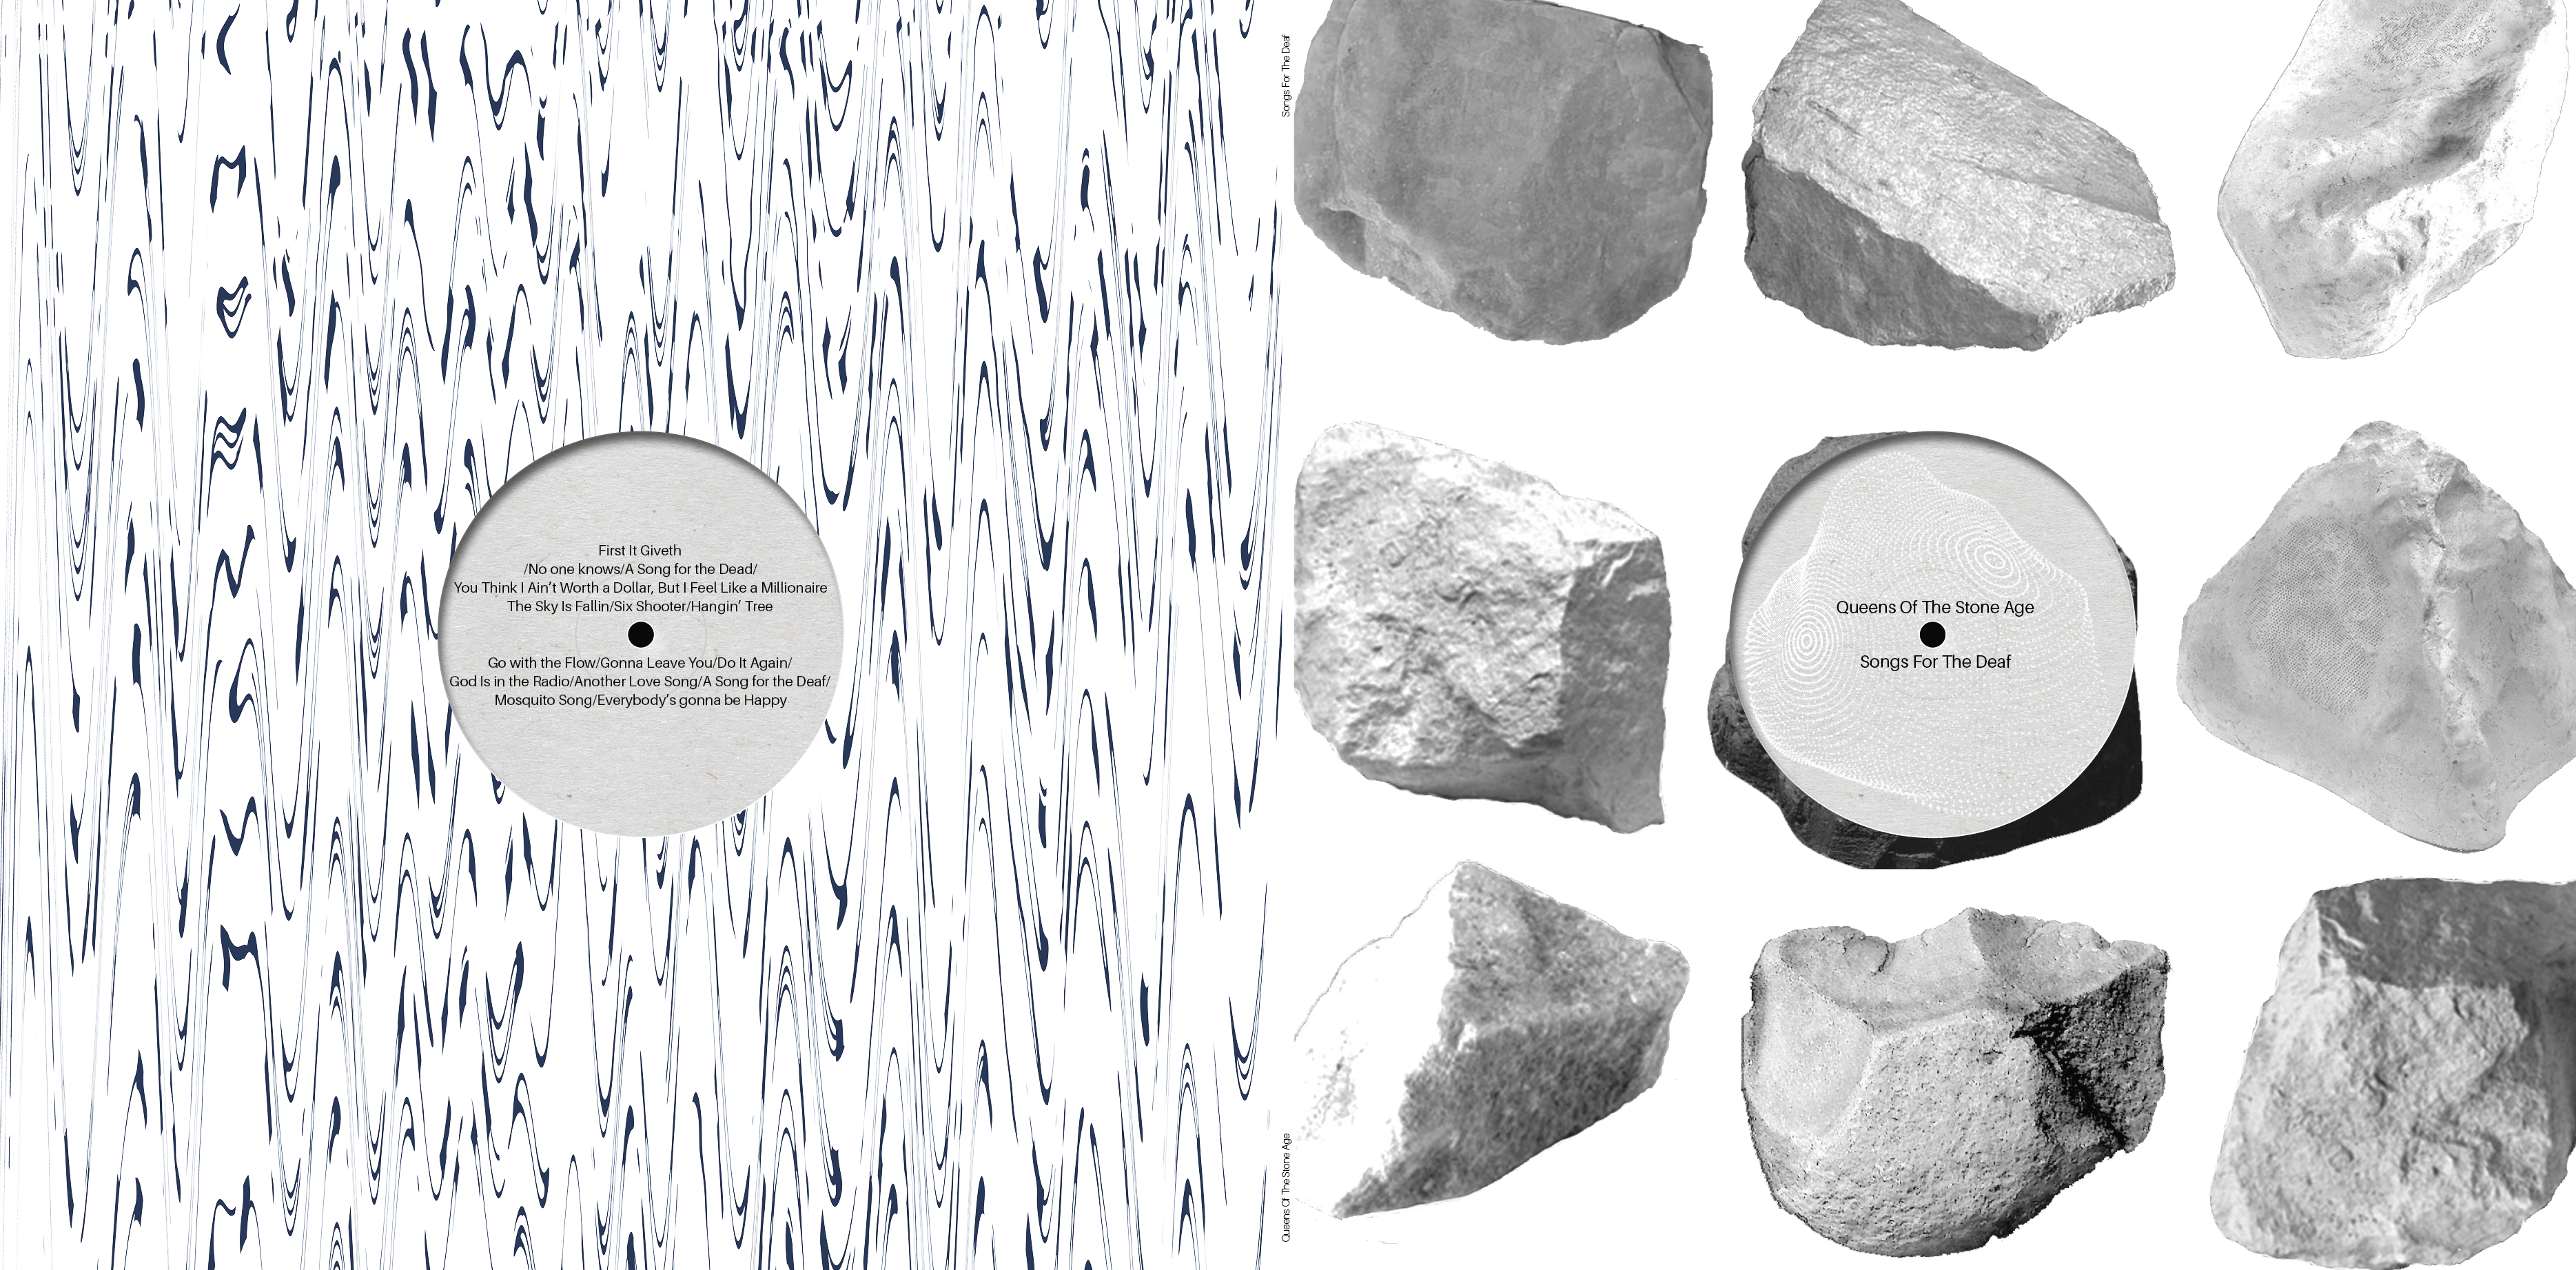 First It Giveth
/No one knows/A Song for the Dead/
You Think I Ain’t Worth a Dollar, But I Feel Like a Millionaire
The Sky Is Fallin/Six Shooter/Hangin’ Tree
Go with the Flow/Gonna Leave You/Do It Again/
God Is in the Radio/Another Love Song/A Song for the Deaf/
Mosquito Song/Everybody’s gonna be Happy
Songs For The Deaf
Queens Of The Stone Age
Queens Of The Stone Age
Songs For The Deaf